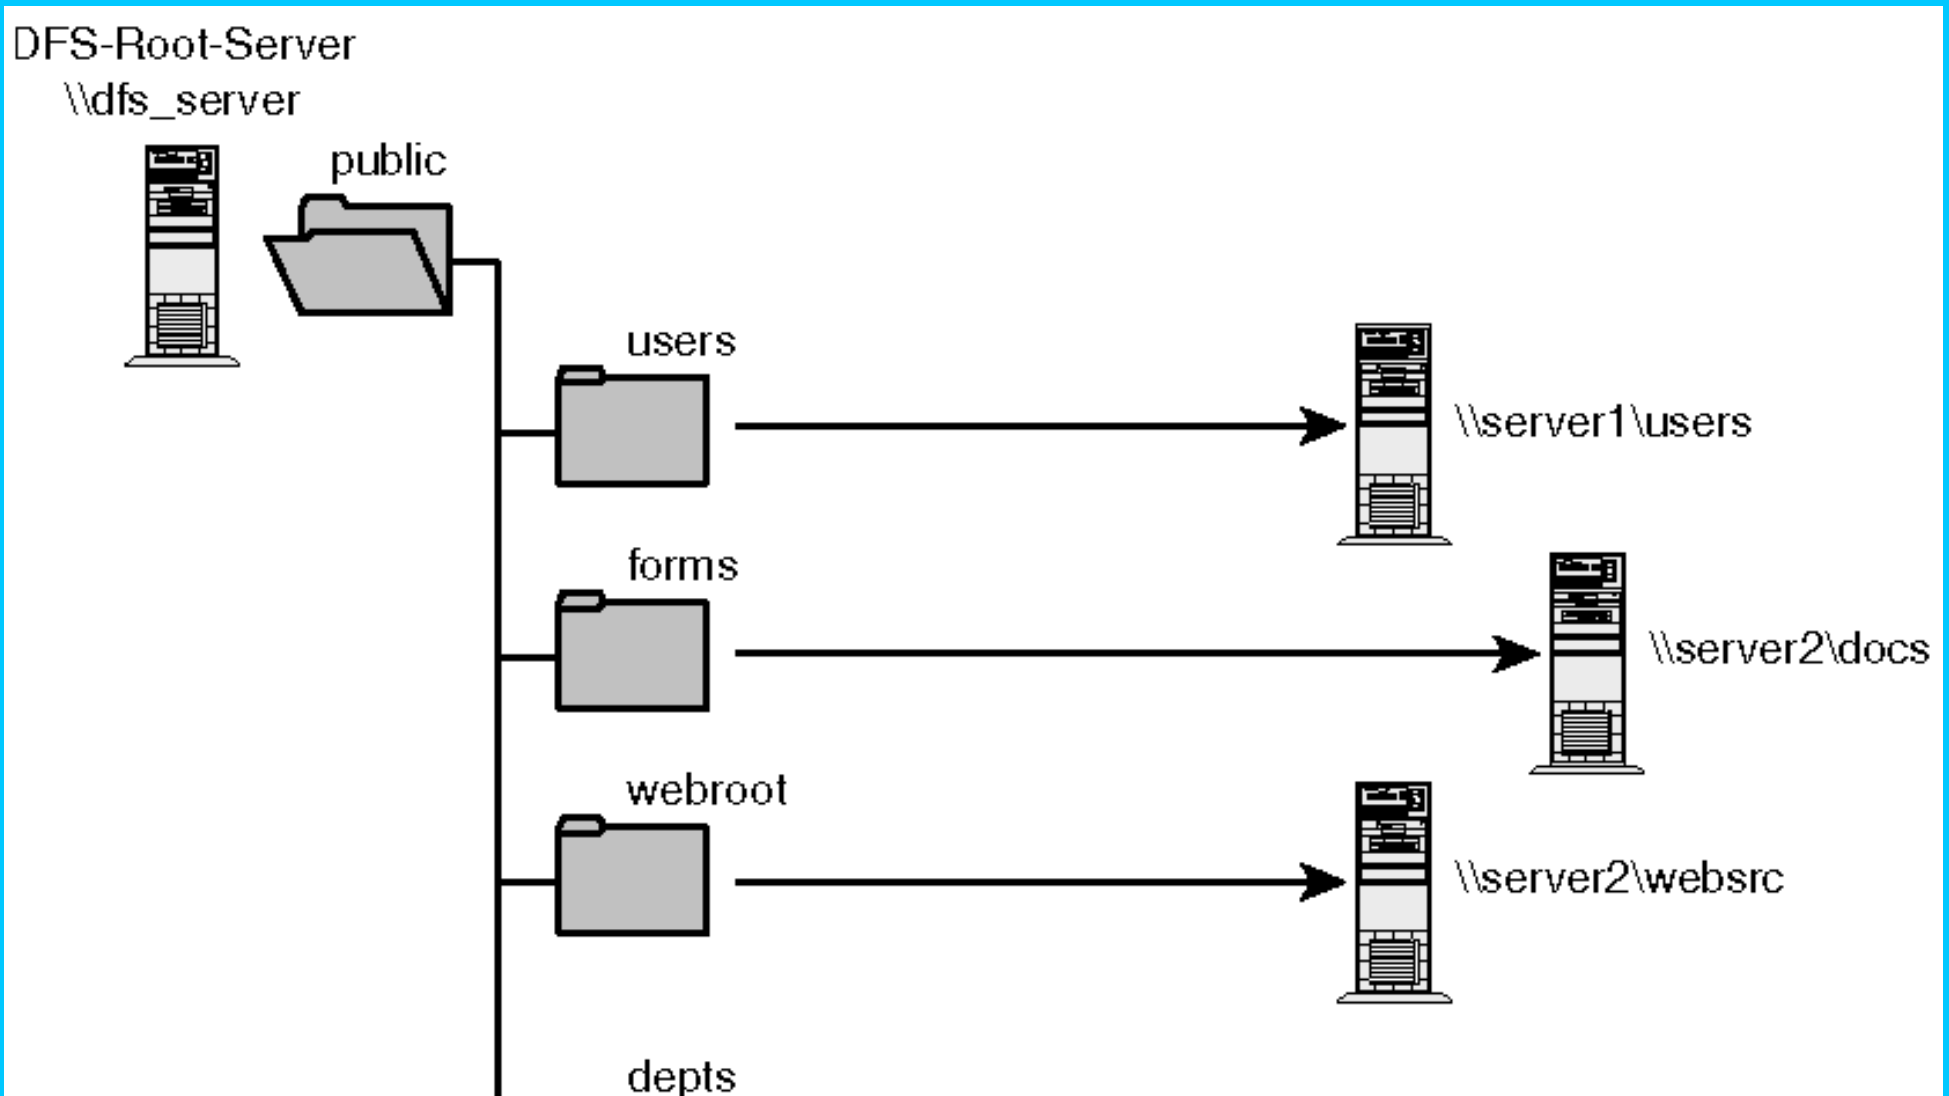 DFS-Root-Server
\\dfs_server
public
users
\\server1\users
forms
\\server2\docs
webroot
\\server2\websrc
depts